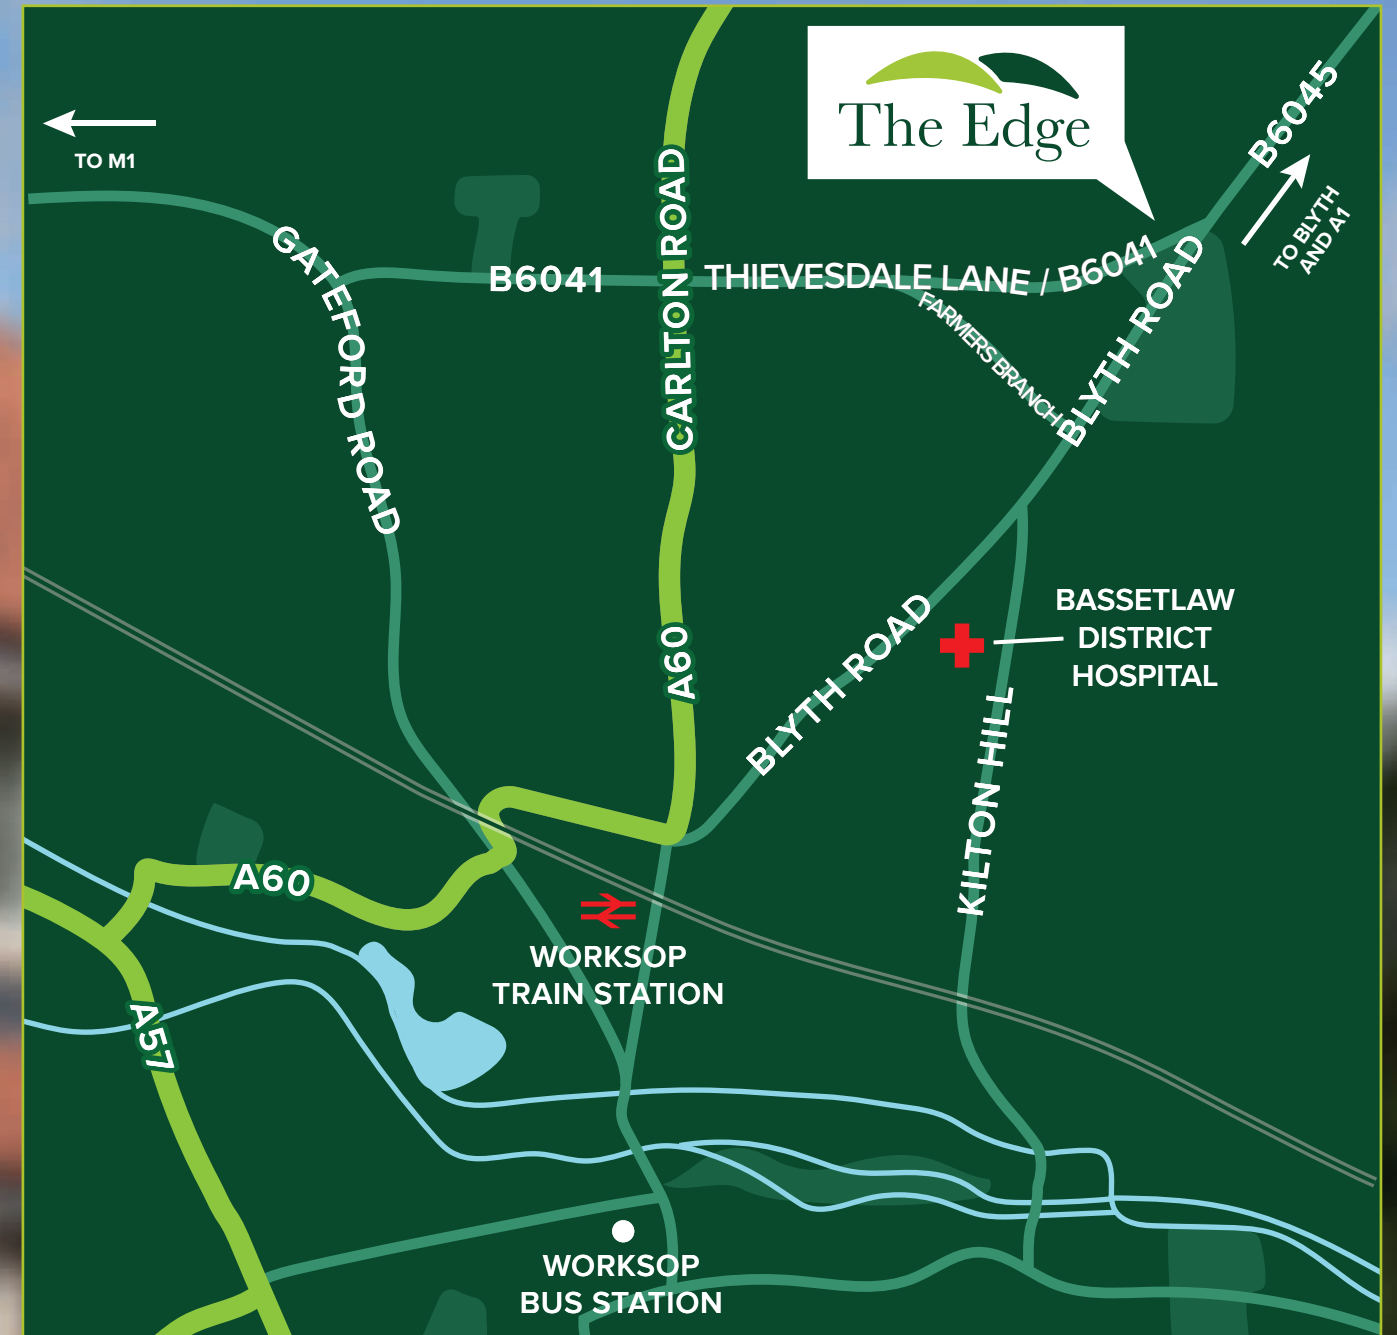 The Edge
B6045
TO M1
TO BLYTH
AND A1
GATEFORD ROAD
B6041
CARLTON ROAD
THIEVESDALE LANE / B6041
FARMERS BRANCH
BLYTH ROAD
BLYTH ROAD
BASSETLAW
DISTRICT
HOSPITAL
A60
KILTON HILL
A60
WORKSOP
TRAIN STATION
A57
WORKSOP
BUS STATION